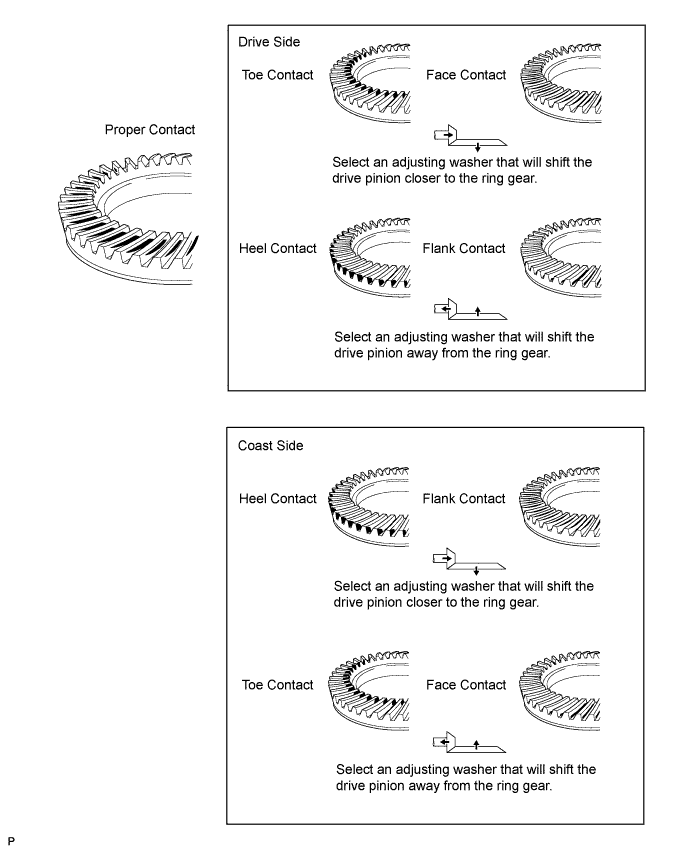 Proper Contact
Drive Side
Toe Contact
Face Contact
Select an adjusting washer that will shift the
drive pinion closer to the ring gear.
Heel Contact
Flank Contact
Select an adjusting washer that will shift the
drive pinion away from the ring gear.
Coast Side
Heel Contact
Flank Contact
Select an adjusting washer that will shift the
drive pinion closer to the ring gear.
Toe Contact
Face Contact
Select an adjusting washer that will shift the
drive pinion away from the ring gear.
P